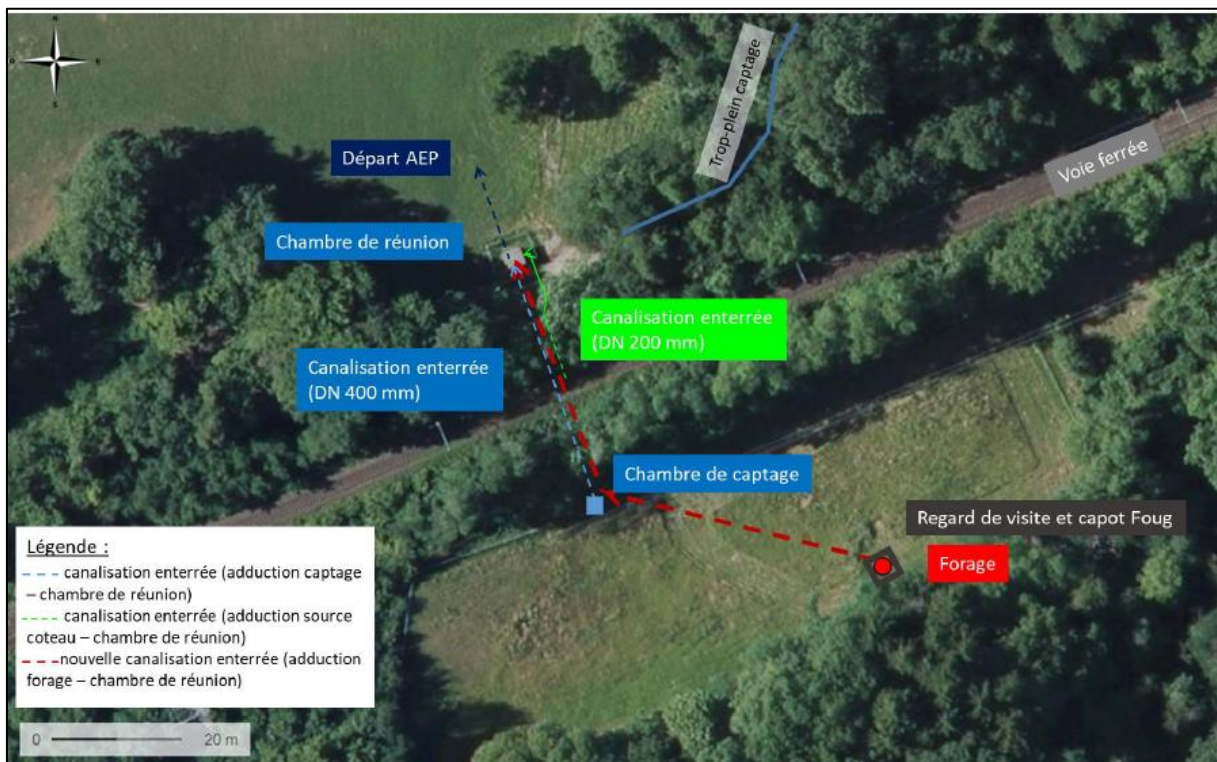 Trop-plein captage
Voie ferrée
Départ AEP
Chambre de réunion
Canalisation enterrée
(DN 200 mm)
Canalisation enterrée
(DN 400 mm)
Chambre de captage
Regard de visite et capot Foug
Forage
Légende :
canalisation enterrée (adduction captage
– chambre de réunion)
canalisation enterrée (adduction source
coteau – chambre de réunion)
nouvelle canalisation enterrée (adduction
forage – chambre de réunion)
0 20 m